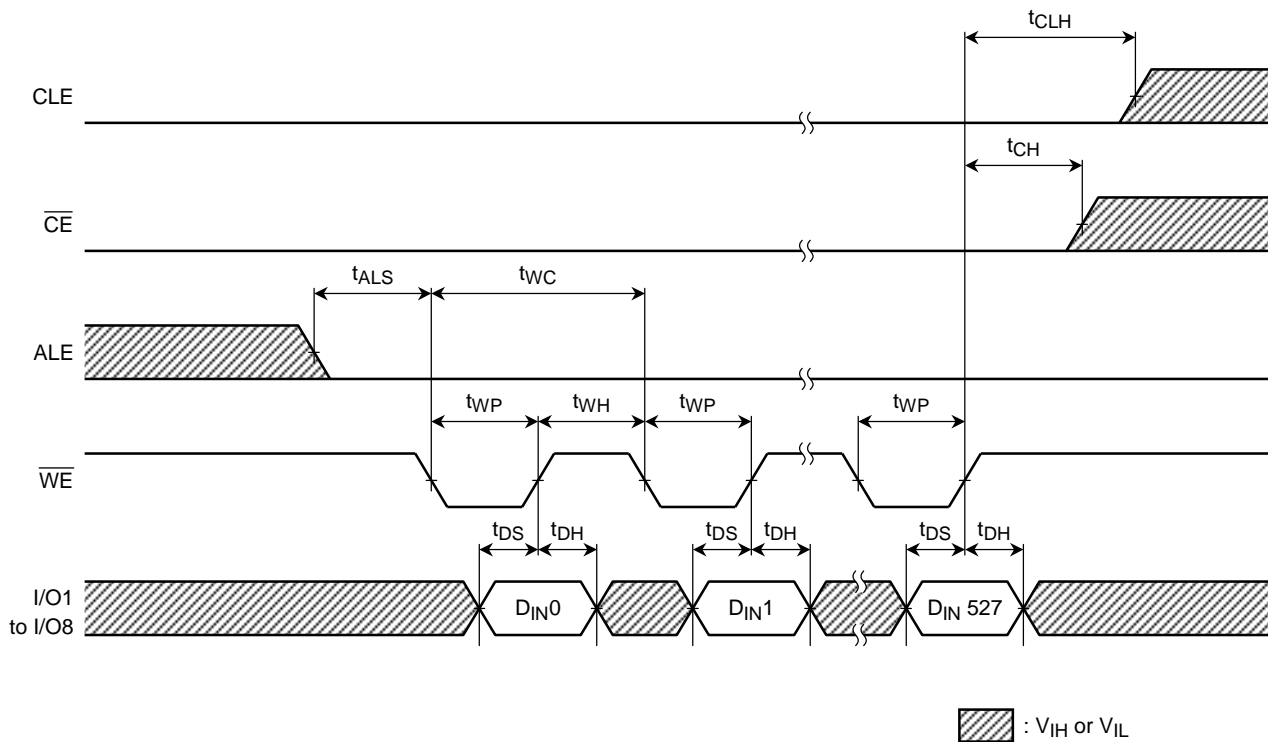 tCLH
CLE
tCH
CE
tALS tWC
ALE
tWP tWH tWP tWP
WE
tDS tDH tDS tDH tDS tDH
I/O1
to I/O8
DIN0 DIN1 DIN 527
: VIH or VIL